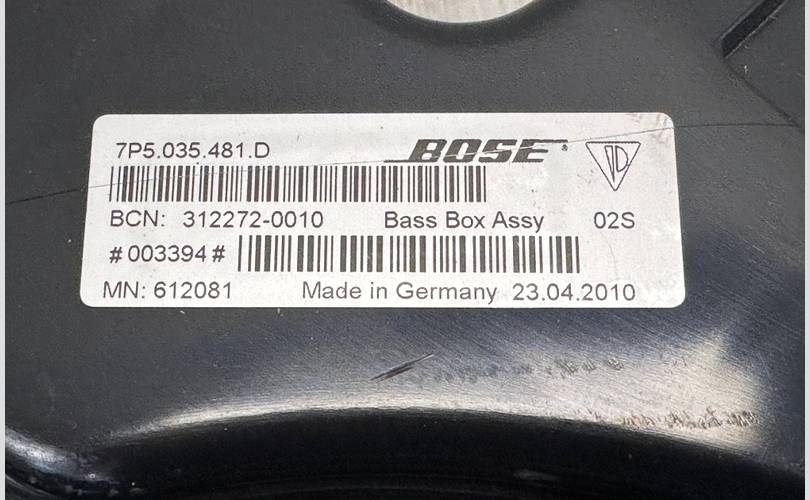 7P5.035.481.D BOSE®
BCN: 312272-0010 Bass Box Assy 02S
#003394#
MN: 612081 Made in Germany 23.04.2010